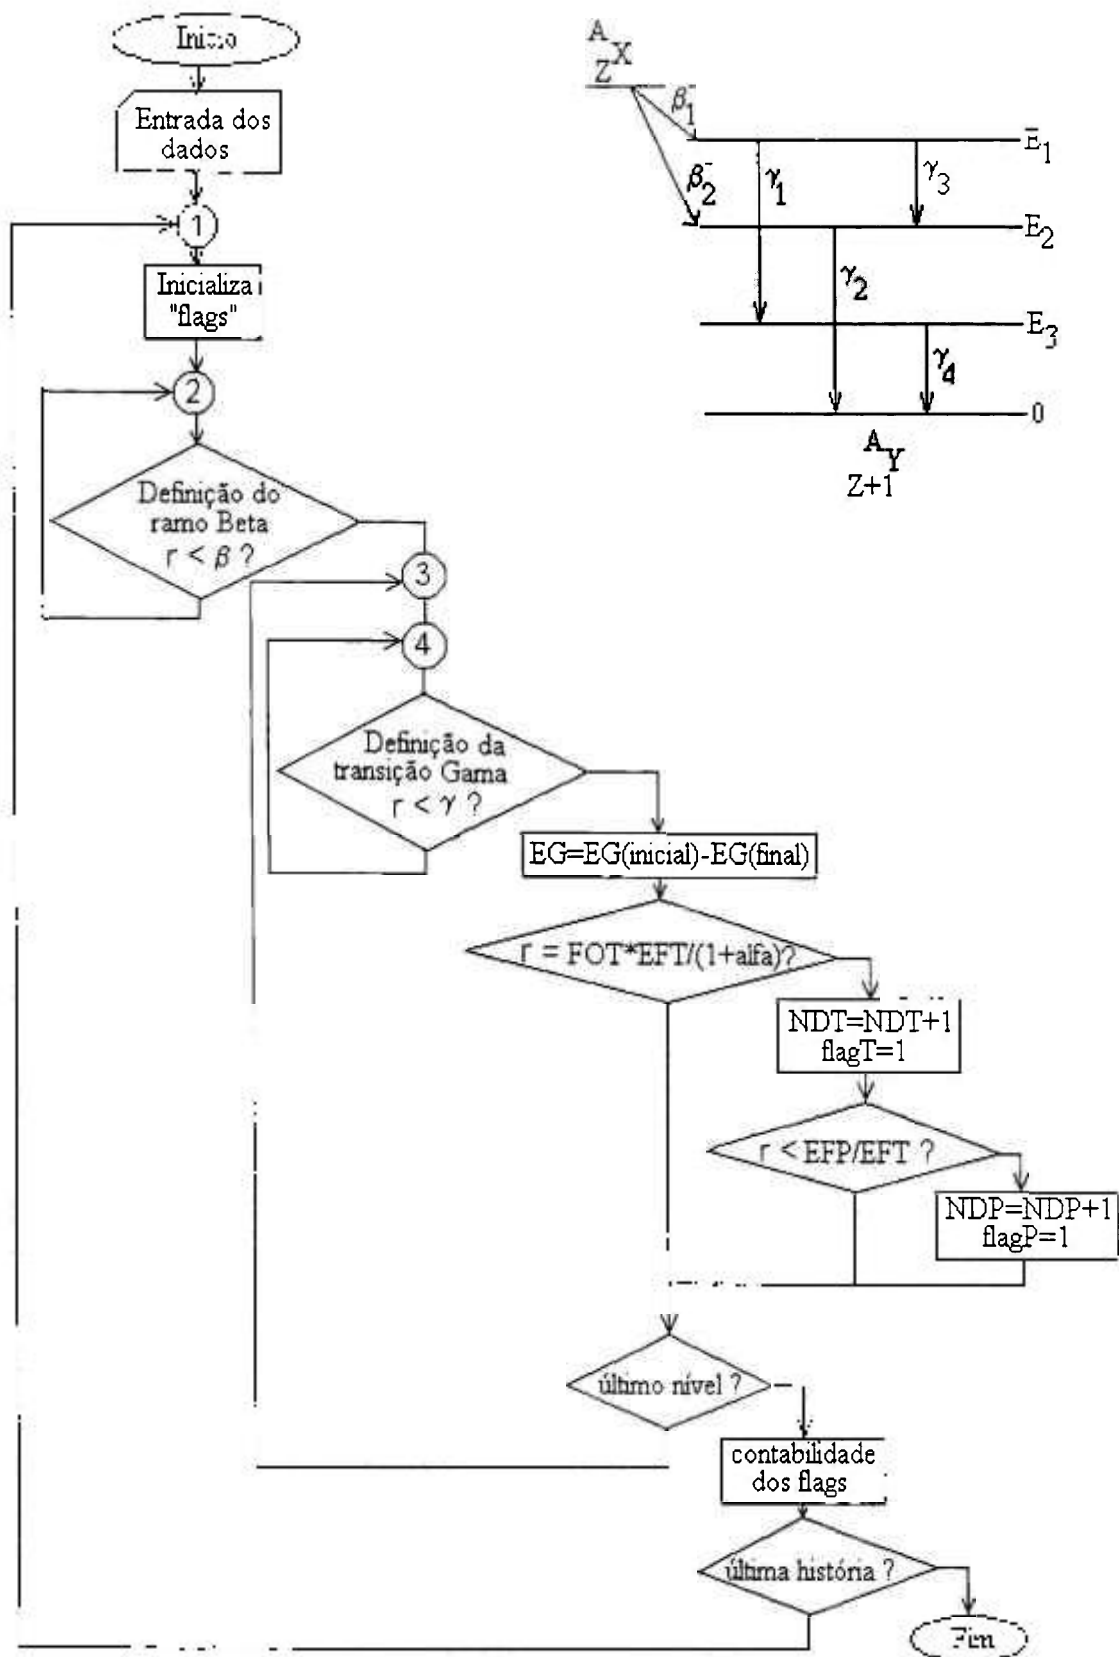 Início
Entrada dos
dados
1
Inicializa
"flags"
2
Definição do
ramo Beta
r < β ?
3
4
Definição da
transição Gama
r < γ ?
EG=EG(inicial)-EG(final)
r = FOT*EFT/(1+alfa)?
NDT=NDT+1
flagT=1
r < EFP/EFT ?
NDP=NDP+1
flagP=1
último nível ?
contabilidade
dos flags
última história ?
Fim
A
X
Z
β₁⁻
E₁
β₂⁻
γ₁
γ₃
E₂
γ₂
E₃
γ₄
0
A
Y
Z+1